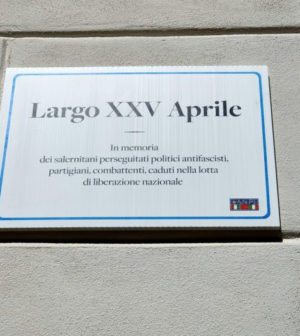 Largo XXV Aprile
In memoria
dei salernitani perseguitati politici antifascisti,
partigiani, combattenti, caduti nella lotta
di liberazione nazionale